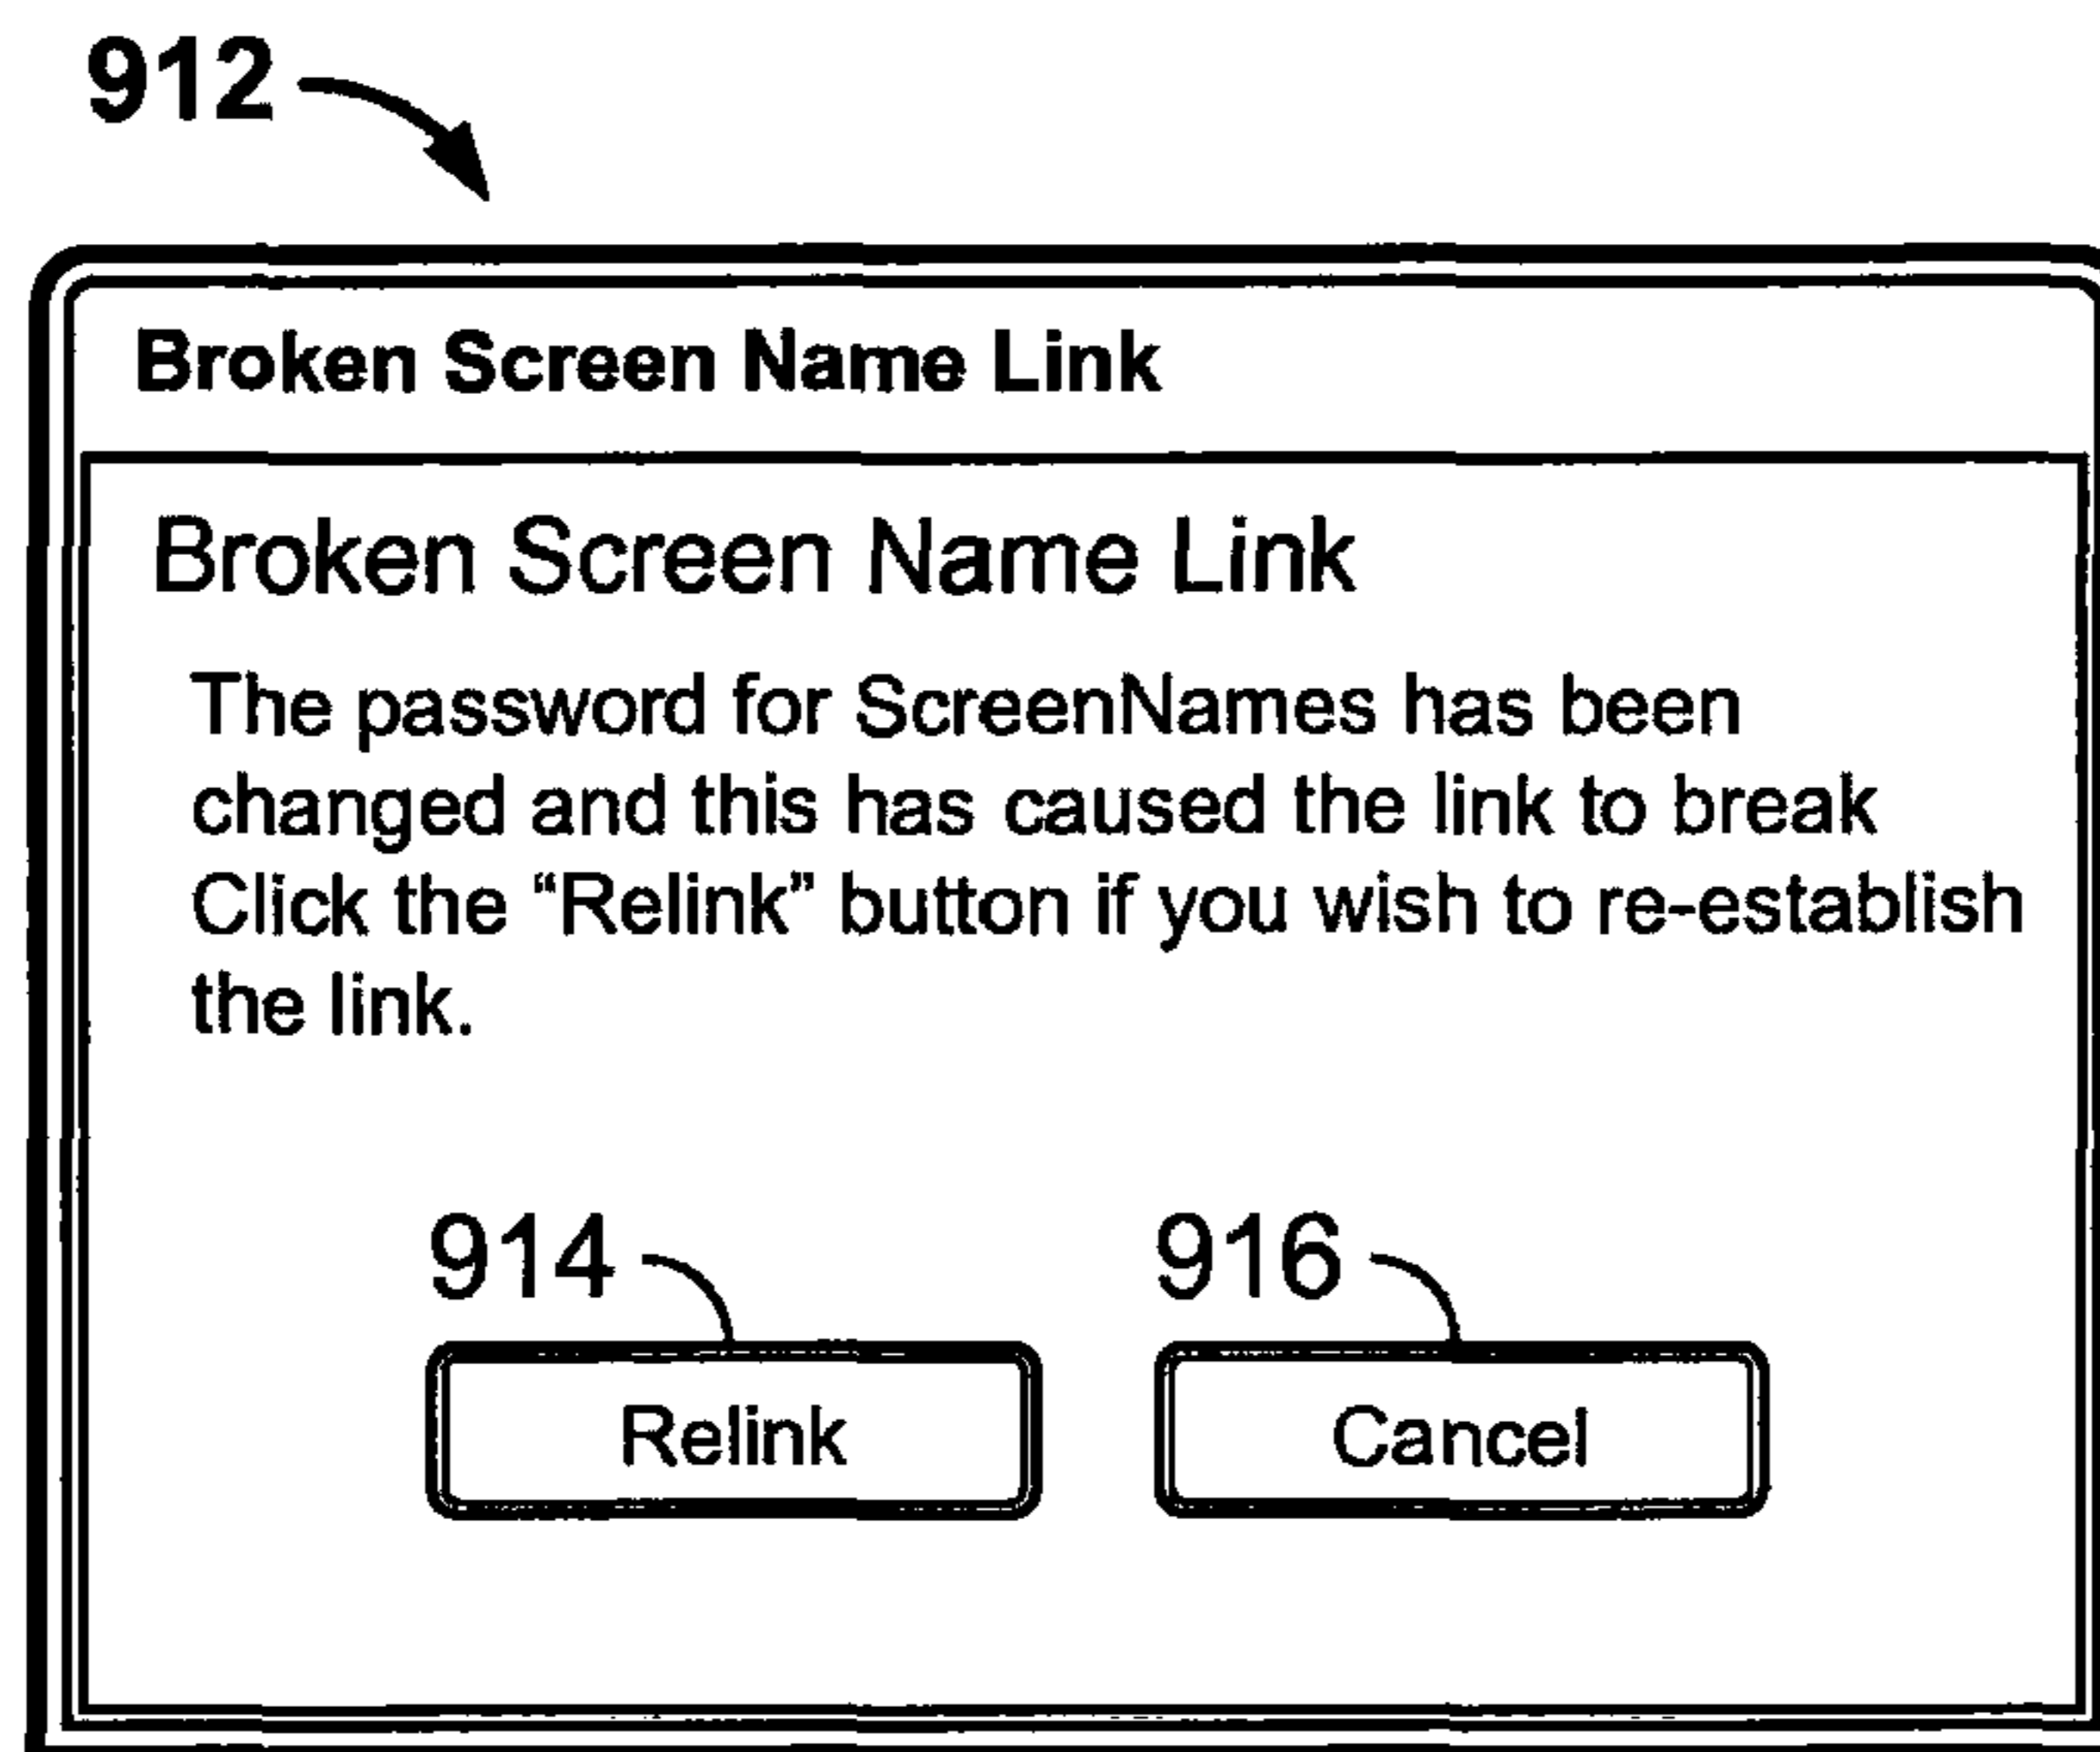 912
Broken Screen Name Link
Broken Screen Name Link
The password for ScreenNames has been
changed and this has caused the link to break
Click the “Relink” button if you wish to re-establish
the link.
914 916
Relink Cancel